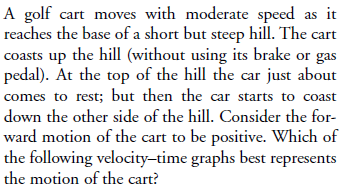 A golf cart moves with moderate speed as it
reaches the base of a short but steep hill. The cart
coasts up the hill (without using its brake or gas
pedal). At the top of the hill the car just about
comes to rest; but then the car starts to coast
down the other side of the hill. Consider the for-
ward motion of the cart to be positive. Which of
the following velocity–time graphs best represents
the motion of the cart?